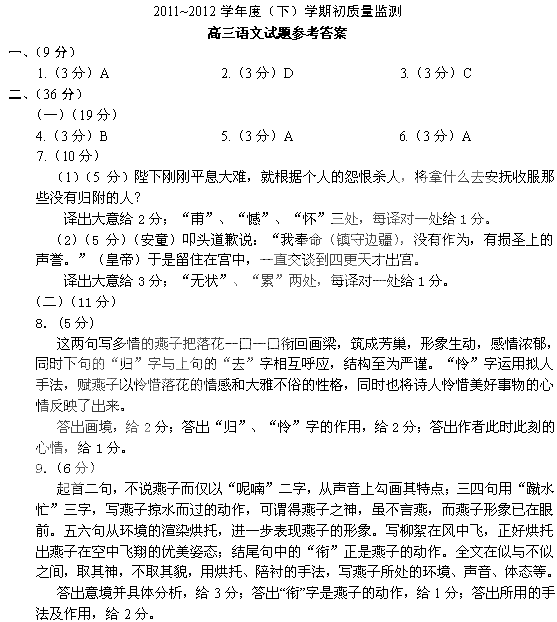 2011~2012 学年度（下）学期初质量监测
高三语文试题参考答案
一、（9 分）
1.（3 分）A 2.（3 分）D 3.（3 分）C
二、（36 分）
（一）（19 分）
4.（3 分）B 5.（3 分）A 6.（3 分）A
7.（10 分）
（1）（5 分）陛下刚刚平息大难，就根据个人的怨恨杀人，将拿什么去安抚收服那
些没有归附的人？
译出大意给 2 分；“甫”、“憾”、“怀”三处，每译对一处给 1 分。
（2）（5 分）（安童）叩头道歉说：“我奉命（镇守边疆），没有作为，有损圣上的
声誉。”（皇帝）于是留住在宫中，一直交谈到四更天才出宫。
译出大意给 3 分；“无状”、“累”两处，每译对一处给 1 分。
（二）（11 分）
8.（5 分）
这两句写多情的燕子把落花一口一口衔回画梁，筑成芳巢，形象生动，感情浓郁，
同时下句的“归”字与上句的“去”字相互呼应，结构至为严谨。“怜”字运用拟人
手法，赋燕子以怜惜落花的情感和大雅不俗的性格，同时也将诗人怜惜美好事物的心
情反映了出来。
答出画境，给 2 分；答出“归”、“怜”字的作用，给 2 分；答出作者此时此刻的
心情，给 1 分。
9.（6 分）
起首二句，不说燕子而仅以“呢喃”二字，从声音上勾画其特点；三四句用“蹴水
忙”三字，写燕子掠水而过的动作，可谓得燕子之神，虽不言燕，而燕子形象已在眼
前。五六句从环境的渲染烘托，进一步表现燕子的形象。写柳絮在风中飞，正好烘托
出燕子在空中飞翔的优美姿态；结尾句中的“衔”正是燕子的动作。全文在似与不似
之间，取其神，不取其貌，用烘托、陪衬的手法，写燕子所处的环境、声音、体态等。
答出意境并具体分析，给 3 分；答出“衔”字是燕子的动作，给 1 分；答出所用的手
法及作用，给 2 分。